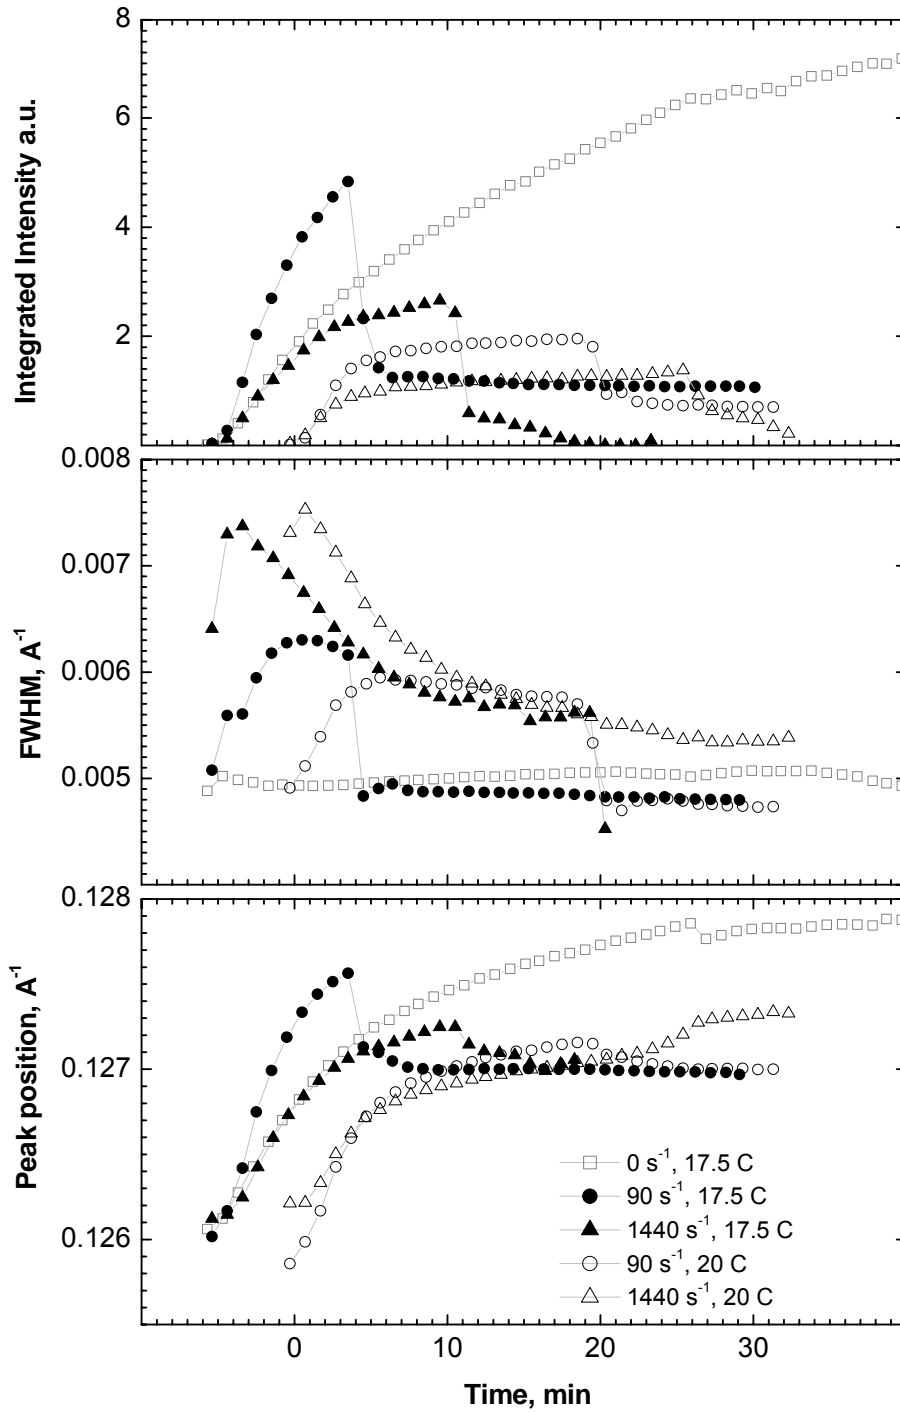 8
6
4
2
Integrated Intensity a.u.
0.008
0.007
0.006
0.005
FWHM, A⁻¹
0.128
0.127
0.126
Peak position, A⁻¹
0 s⁻¹, 17.5 C
90 s⁻¹, 17.5 C
1440 s⁻¹, 17.5 C
90 s⁻¹, 20 C
1440 s⁻¹, 20 C
0 10 20 30
Time, min